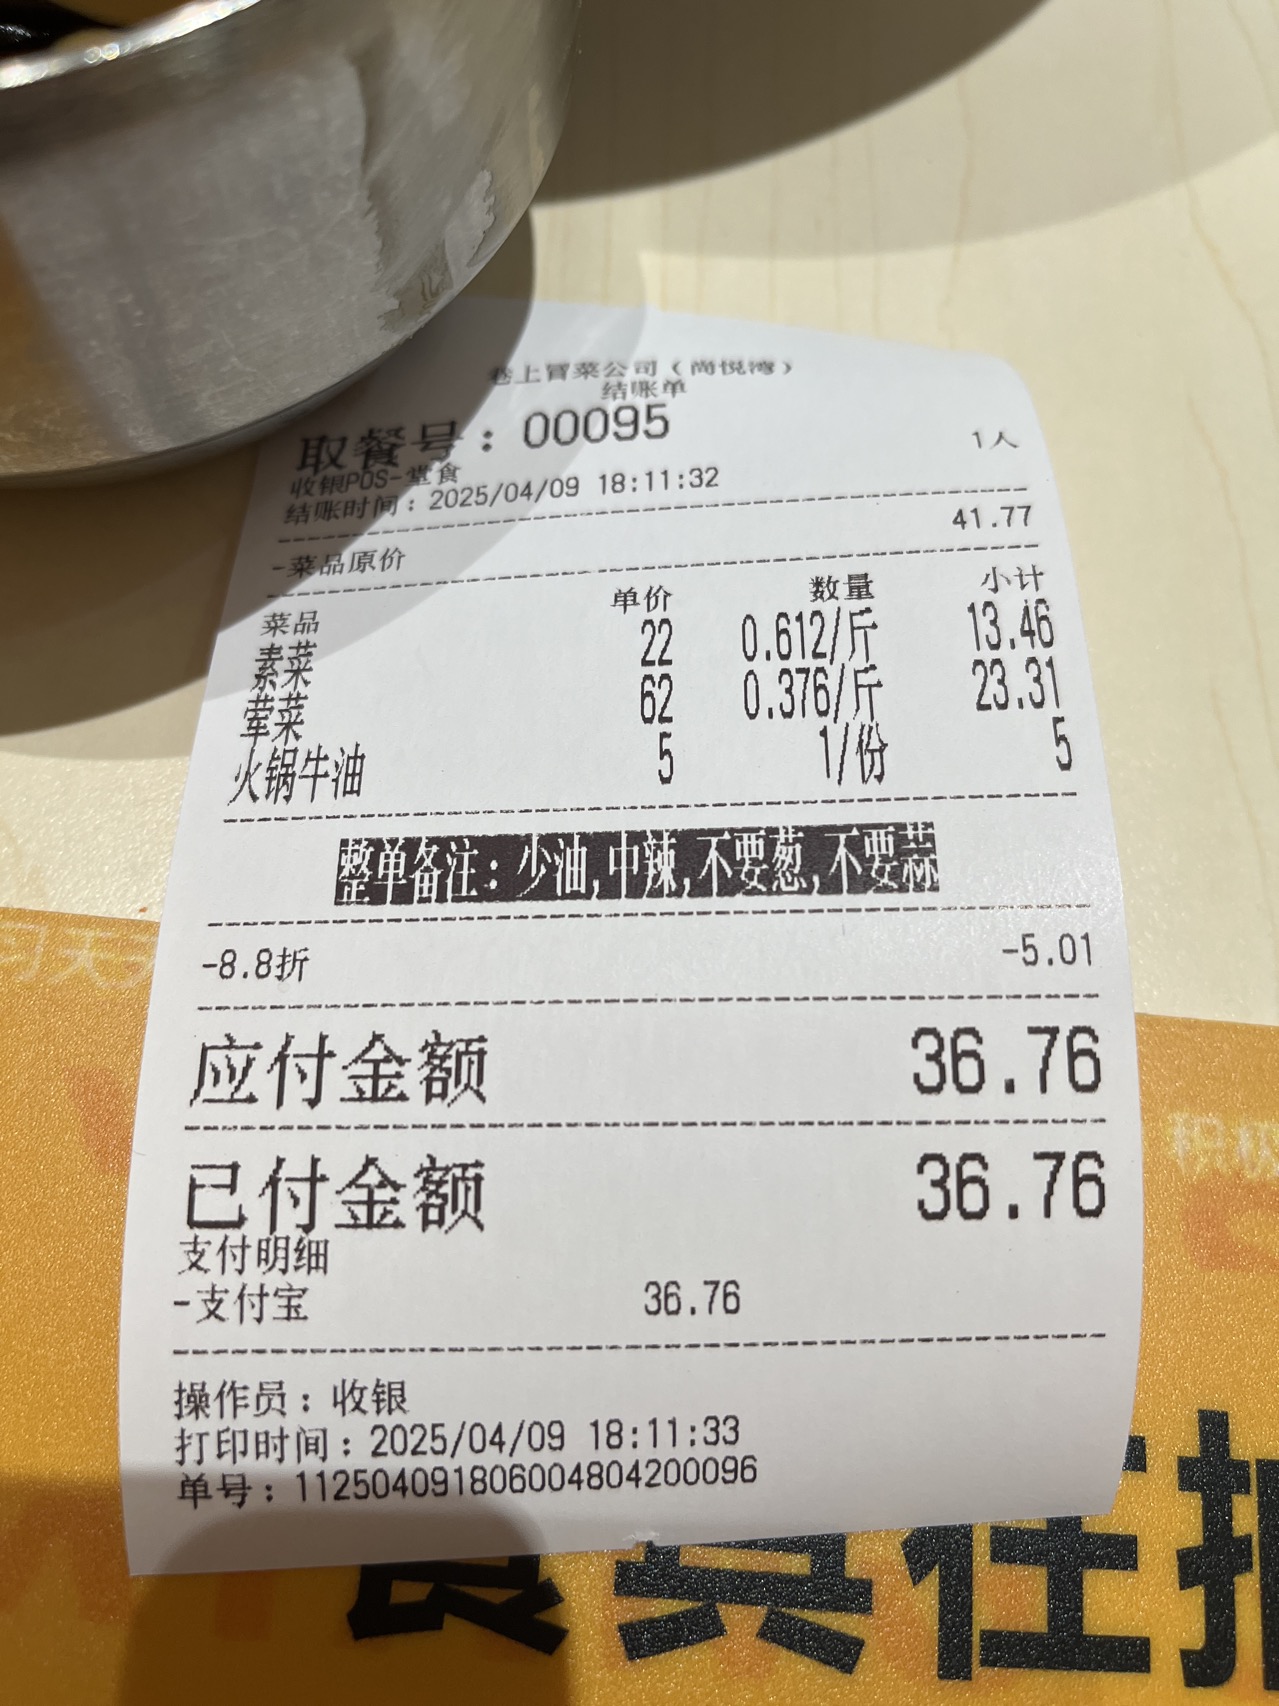 巷上冒菜公司（尚悦湾）
结账单
取餐号：00095 1人
收银POS-堂食
结账时间：2025/04/09 18:11:32
-菜品原价 41.77
菜品 单价 数量 小计
素菜 22 0.612/斤 13.46
荤菜 62 0.376/斤 23.31
火锅牛油 5 1/份 5
整单备注：少油,中辣,不要葱,不要蒜
-8.8折 -5.01
应付金额 36.76
已付金额 36.76
支付明细
-支付宝 36.76
操作员：收银
打印时间：2025/04/09 18:11:33
单号：112504091806004804200096